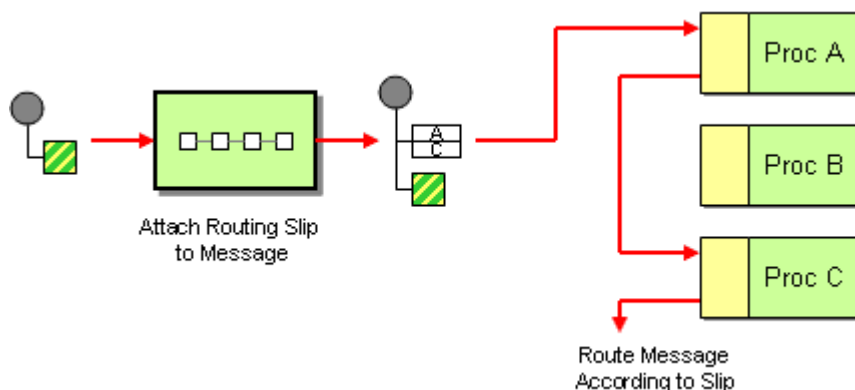 Proc A
A
C
Proc B
Attach Routing Slip
to Message
Proc C
Route Message
According to Slip